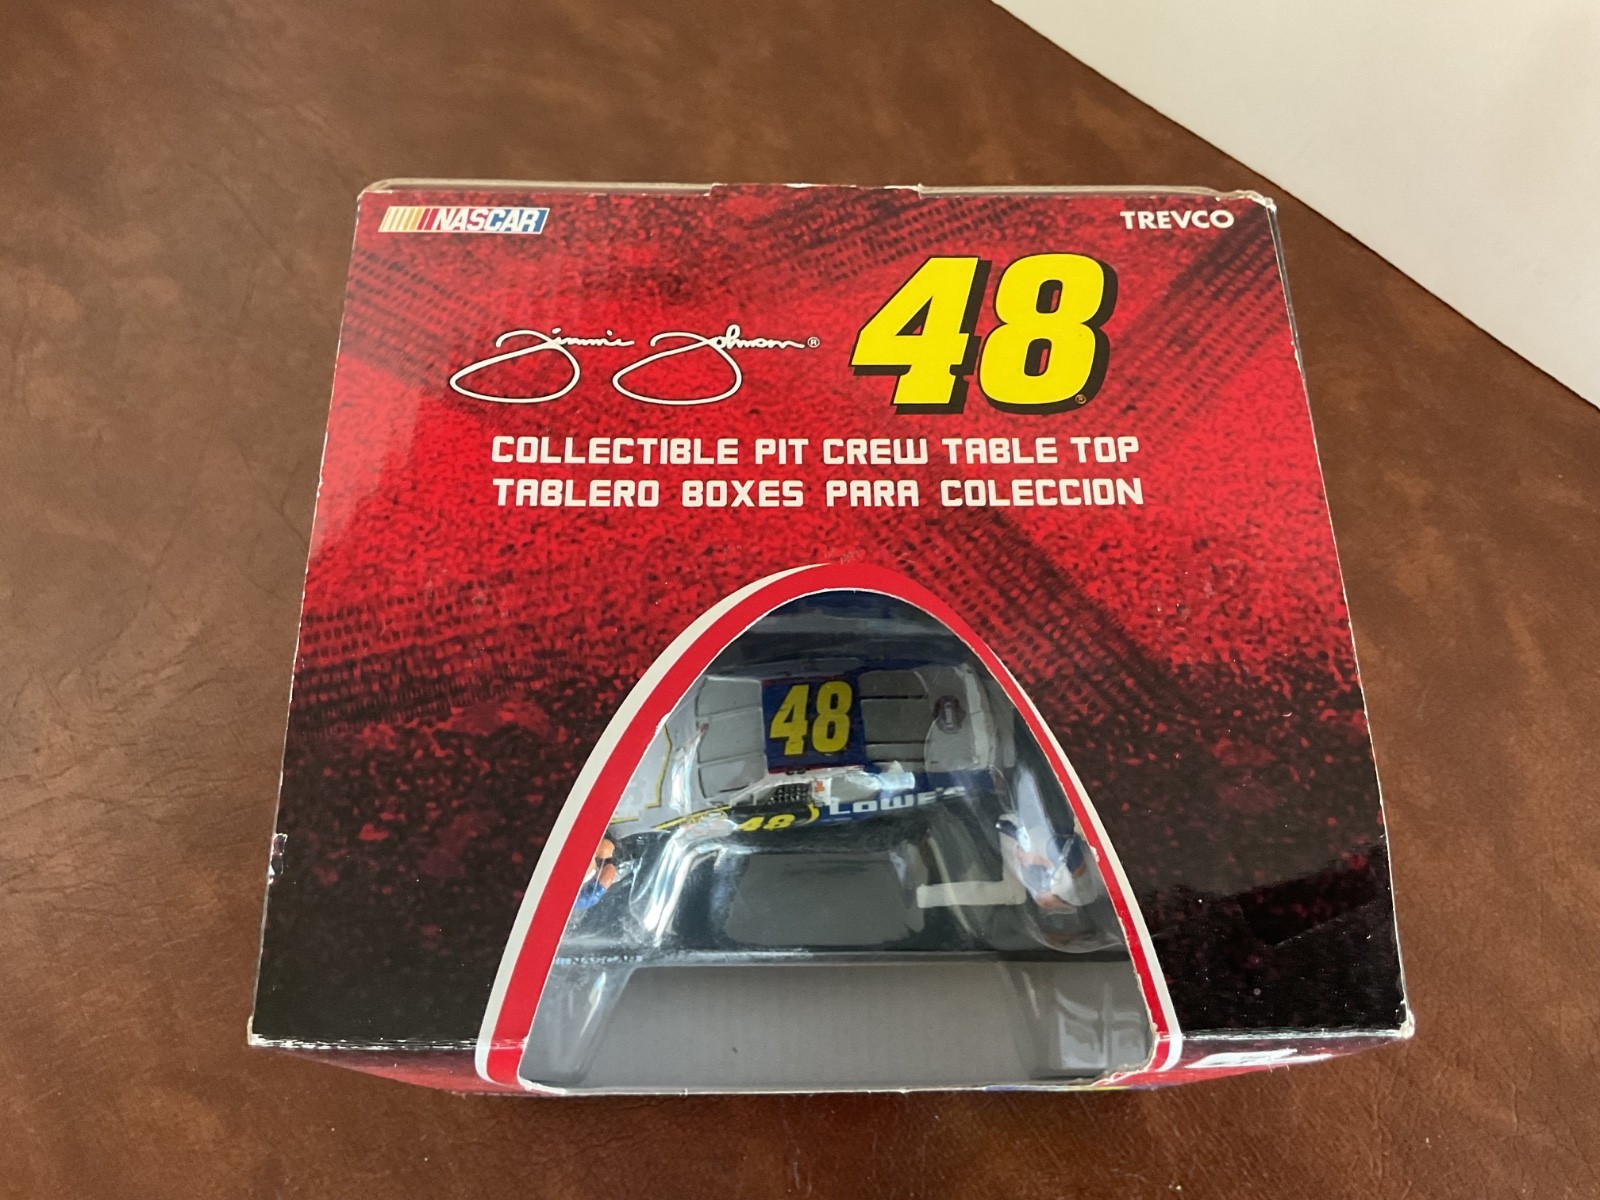 NASCAR
TREVCO
Jimmie Johnson®
48®
COLLECTIBLE PIT CREW TABLE TOP
TABLERO BOXES PARA COLECCION
48
LOWE'S
48